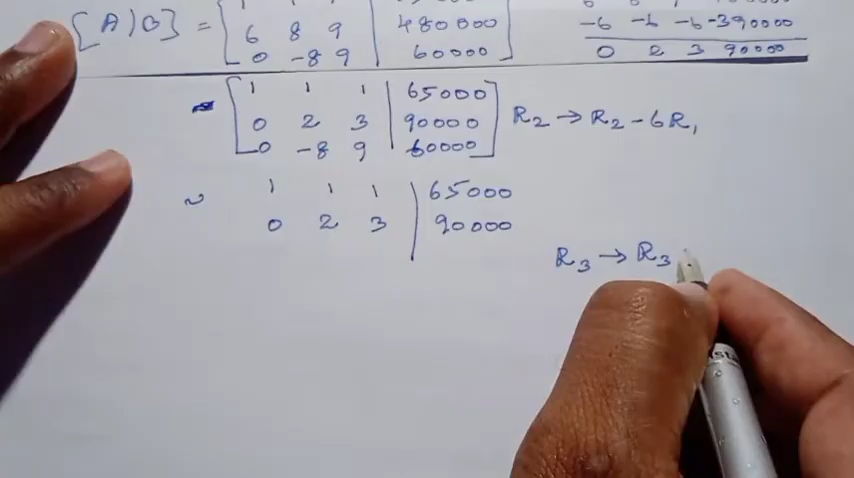 [A|B] = [ 6 8 9 | 480000 ]
0 -8 9 | 60000
-6 -6 -6 -390000
0 2 3 90000
~ [ 1 1 1 | 65000 ]
0 2 3 | 90000 R2 → R2 - 6R1
0 -8 9 | 60000
~ 1 1 1 | 65000
0 2 3 | 90000
R3 → R3